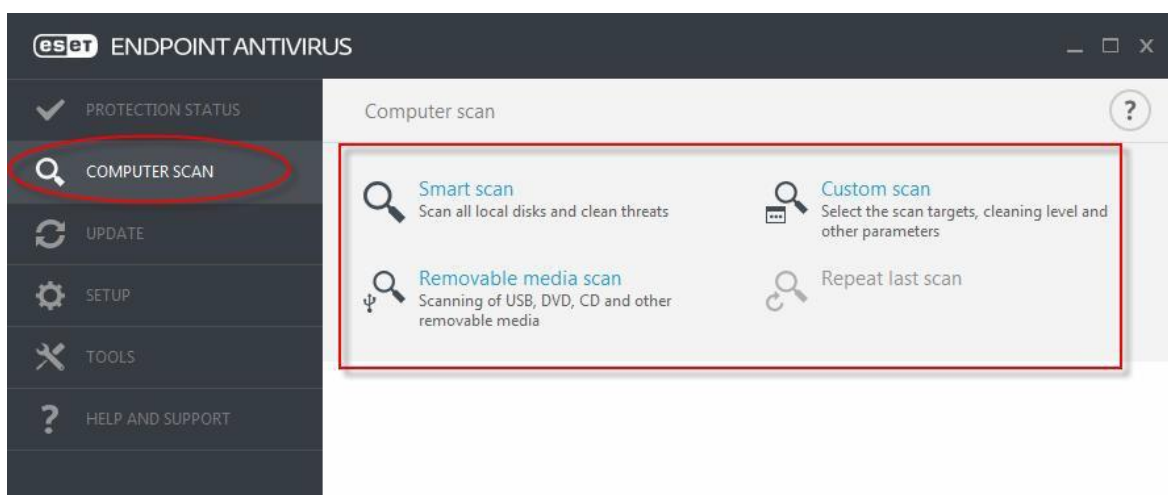 eset ENDPOINT ANTIVIRUS
PROTECTION STATUS
COMPUTER SCAN
UPDATE
SETUP
TOOLS
? HELP AND SUPPORT
Computer scan
?
Smart scan
Scan all local disks and clean threats
Custom scan
Select the scan targets, cleaning level and
other parameters
Removable media scan
Scanning of USB, DVD, CD and other
removable media
Repeat last scan